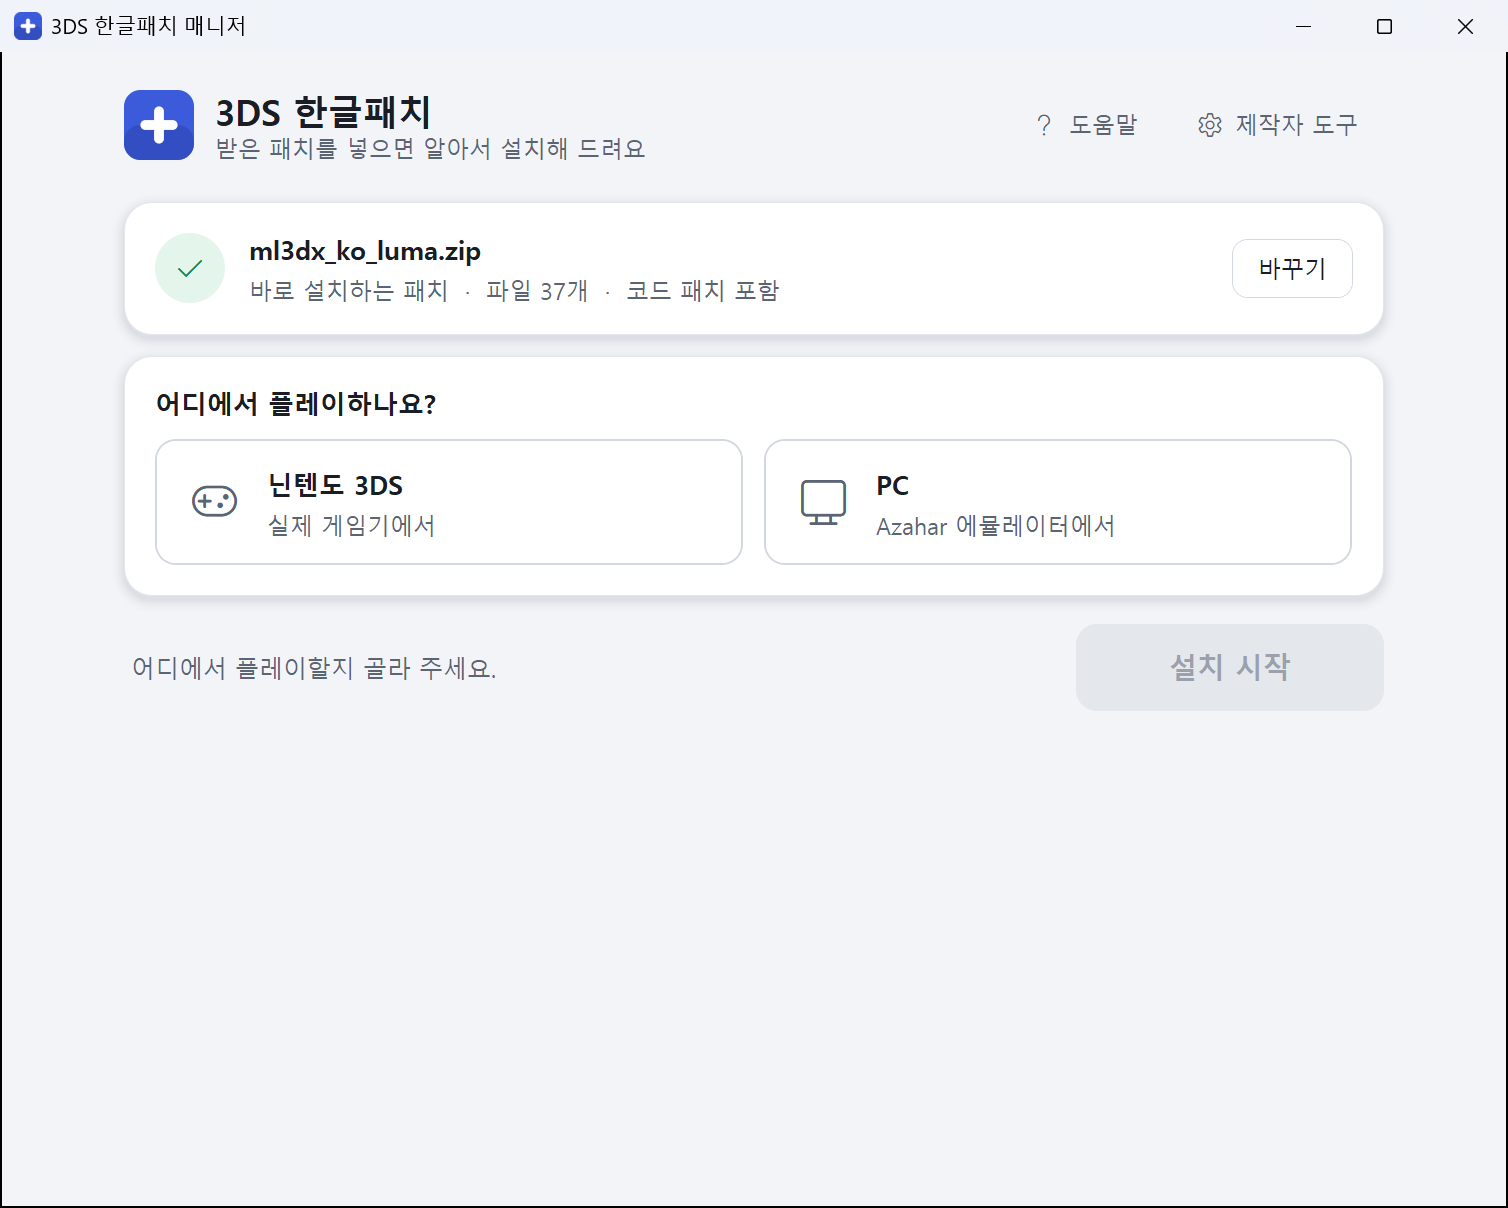 3DS 한글패치 매니저
3DS 한글패치
받은 패치를 넣으면 알아서 설치해 드려요
? 도움말
제작자 도구
ml3dx_ko_luma.zip
바로 설치하는 패치 · 파일 37개 · 코드 패치 포함
바꾸기
어디에서 플레이하나요?
닌텐도 3DS
실제 게임기에서
PC
Azahar 에뮬레이터에서
어디에서 플레이할지 골라 주세요.
설치 시작